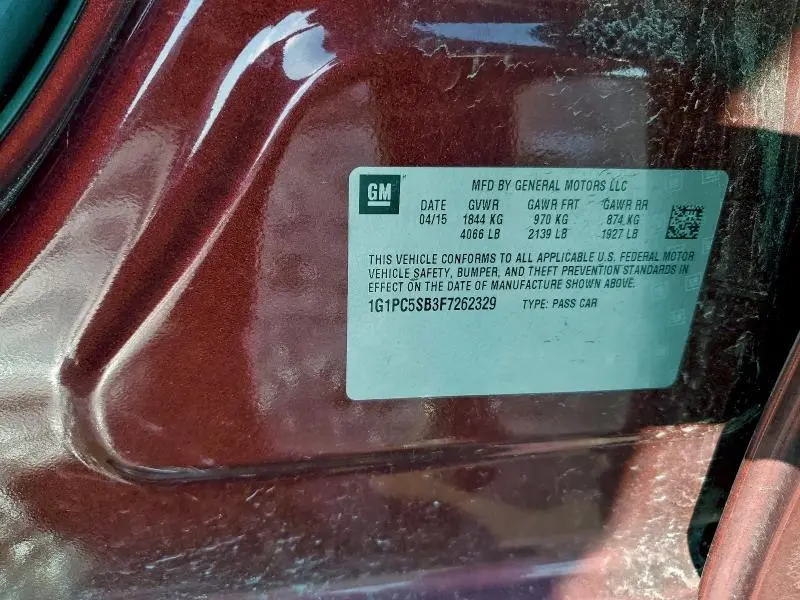 GM
MFD BY GENERAL MOTORS LLC
DATE GVWR GAWR FRT GAWR RR
04/15 1844 KG 970 KG 874 KG
4066 LB 2139 LB 1927 LB
THIS VEHICLE CONFORMS TO ALL APPLICABLE U.S. FEDERAL MOTOR
VEHICLE SAFETY, BUMPER, AND THEFT PREVENTION STANDARDS IN
EFFECT ON THE DATE OF MANUFACTURE SHOWN ABOVE.
1G1PC5SB3F7262329 TYPE: PASS CAR